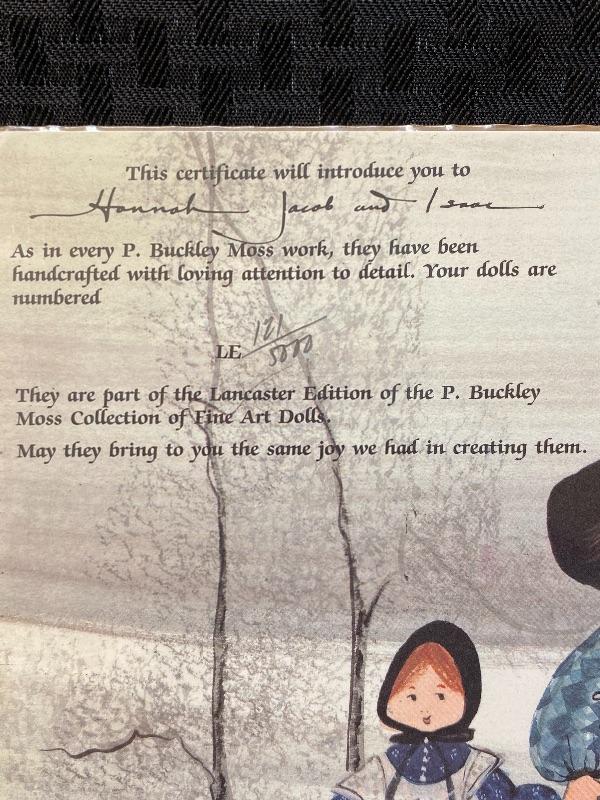 This certificate will introduce you to
Hannah Jacob and Isaac
As in every P. Buckley Moss work, they have been
handcrafted with loving attention to detail. Your dolls are
numbered
LE 121/5000
They are part of the Lancaster Edition of the P. Buckley
Moss Collection of Fine Art Dolls.
May they bring to you the same joy we had in creating them.